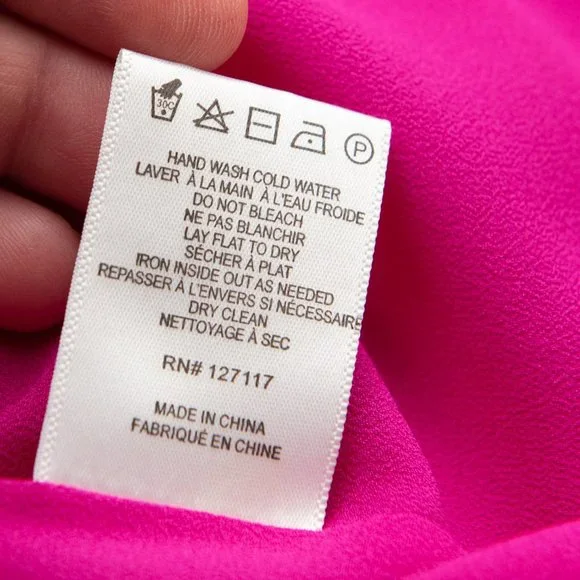 30C
P
HAND WASH COLD WATER
LAVER À LA MAIN À L'EAU FROIDE
DO NOT BLEACH
NE PAS BLANCHIR
LAY FLAT TO DRY
SÉCHER À PLAT
IRON INSIDE OUT AS NEEDED
REPASSER À L'ENVERS SI NÉCESSAIRE
DRY CLEAN
NETTOYAGE À SEC
RN# 127117
MADE IN CHINA
FABRIQUÉ EN CHINE